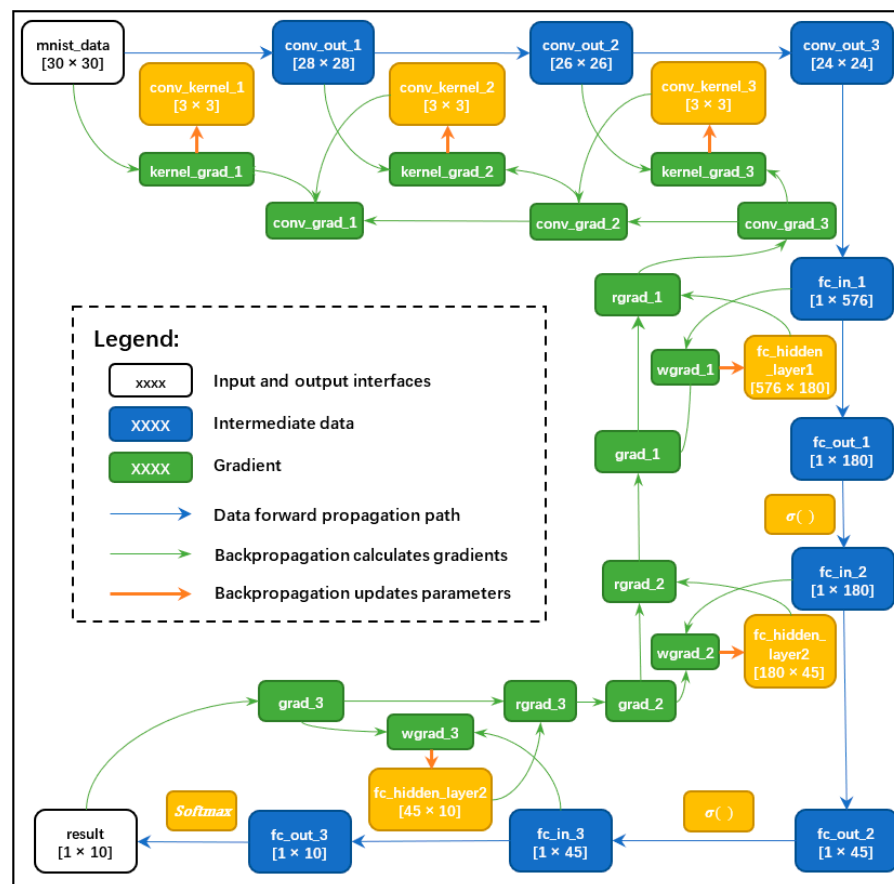 mnist_data
[30 × 30]
conv_out_1
[28 × 28]
conv_out_2
[26 × 26]
conv_out_3
[24 × 24]
conv_kernel_1
[3 × 3]
conv_kernel_2
[3 × 3]
conv_kernel_3
[3 × 3]
kernel_grad_1
kernel_grad_2
kernel_grad_3
conv_grad_1
conv_grad_2
conv_grad_3
rgrad_1
fc_in_1
[1 × 576]
wgrad_1
fc_hidden
_layer1
[576 × 180]
Legend:
xxxx
Input and output interfaces
XXXX
Intermediate data
XXXX
Gradient
Data forward propagation path
Backpropagation calculates gradients
Backpropagation updates parameters
grad_1
fc_out_1
[1 × 180]
σ( )
rgrad_2
fc_in_2
[1 × 180]
wgrad_2
fc_hidden_
layer2
[180 × 45]
grad_3
rgrad_3
grad_2
wgrad_3
fc_hidden_layer2
[45 × 10]
Softmax
σ( )
result
[1 × 10]
fc_out_3
[1 × 10]
fc_in_3
[1 × 45]
fc_out_2
[1 × 45]